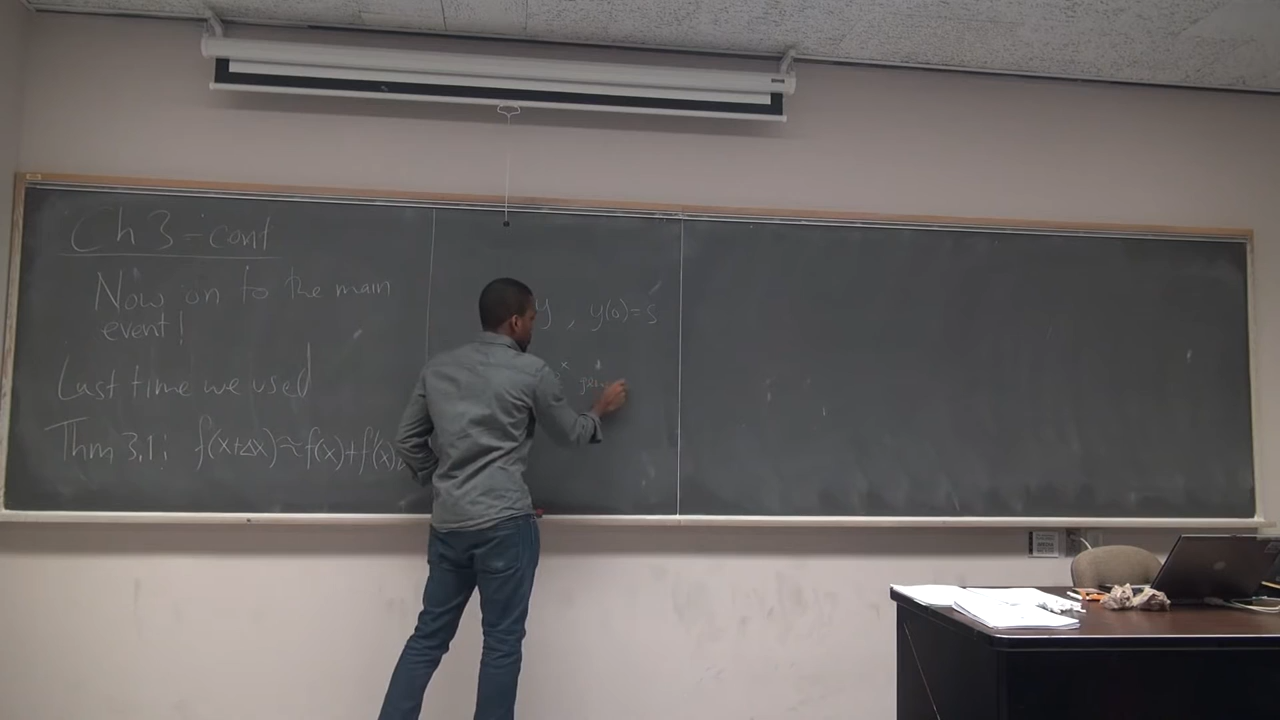 Ch 3 - cont
Now on to the main
event!
Last time we used
Thm 3.1: f(x+Δx)≈f(x)+f'(x)
y, y(0)=5
x